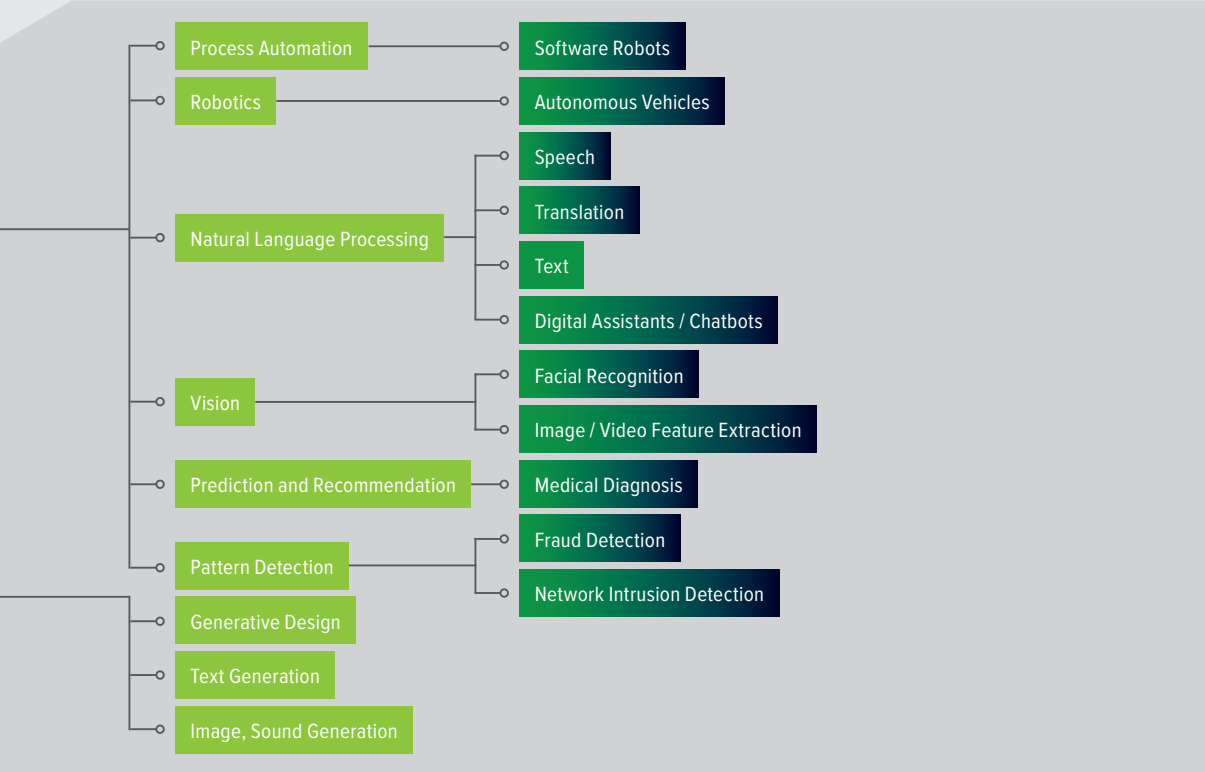 Process Automation
Software Robots
Robotics
Autonomous Vehicles
Speech
Translation
Natural Language Processing
Text
Digital Assistants / Chatbots
Facial Recognition
Vision
Image / Video Feature Extraction
Prediction and Recommendation
Medical Diagnosis
Fraud Detection
Pattern Detection
Network Intrusion Detection
Generative Design
Text Generation
Image, Sound Generation